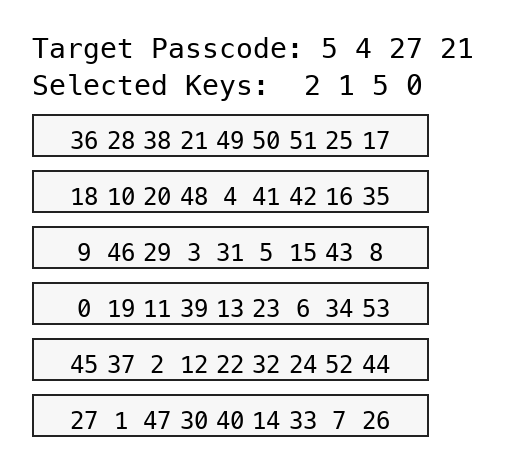 Target Passcode: 5 4 27 21
Selected Keys: 2 1 5 0
36 28 38 21 49 50 51 25 17
18 10 20 48 4 41 42 16 35
9 46 29 3 31 5 15 43 8
0 19 11 39 13 23 6 34 53
45 37 2 12 22 32 24 52 44
27 1 47 30 40 14 33 7 26